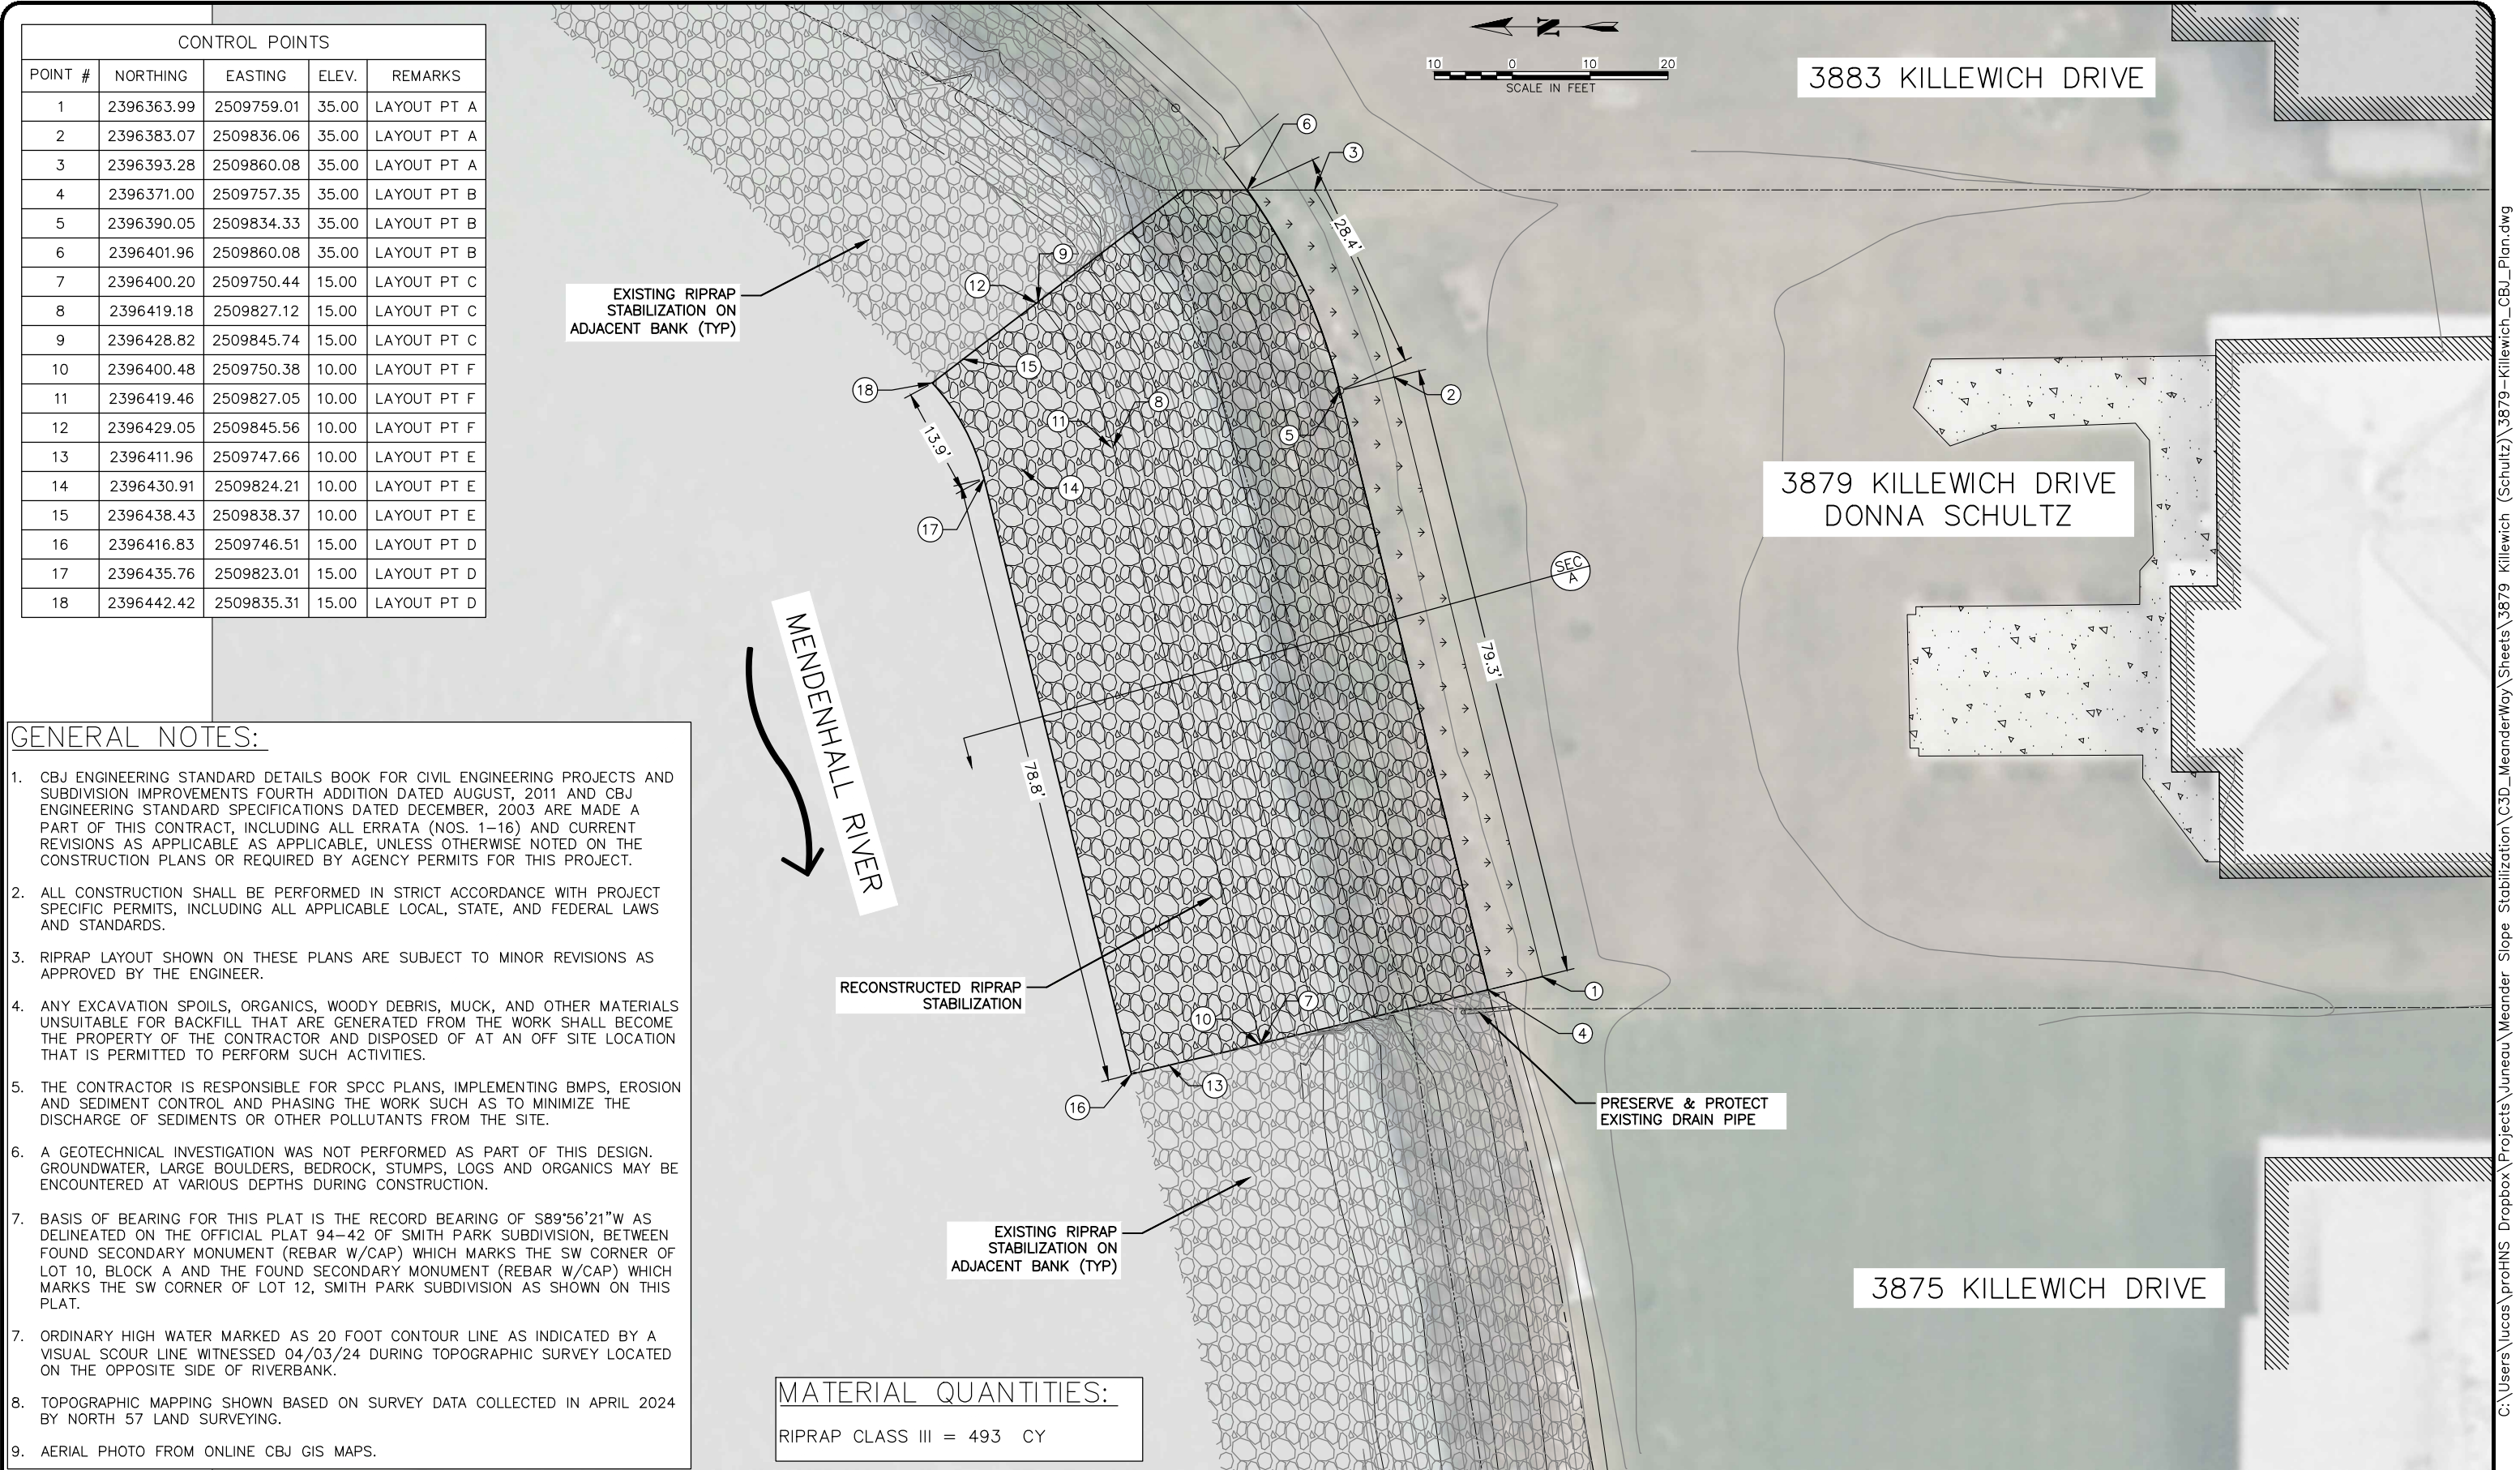 CONTROL POINTS
POINT # NORTHING EASTING ELEV. REMARKS
1 2396363.99 2509759.01 35.00 LAYOUT PT A
2 2396383.07 2509836.06 35.00 LAYOUT PT A
3 2396393.28 2509860.08 35.00 LAYOUT PT A
4 2396371.00 2509757.35 35.00 LAYOUT PT B
5 2396390.05 2509834.33 35.00 LAYOUT PT B
6 2396401.96 2509860.08 35.00 LAYOUT PT B
7 2396400.20 2509750.44 15.00 LAYOUT PT C
8 2396419.18 2509827.12 15.00 LAYOUT PT C
9 2396428.82 2509845.74 15.00 LAYOUT PT C
10 2396400.48 2509750.38 10.00 LAYOUT PT F
11 2396419.46 2509827.05 10.00 LAYOUT PT F
12 2396429.05 2509845.56 10.00 LAYOUT PT F
13 2396411.96 2509747.66 10.00 LAYOUT PT E
14 2396430.91 2509824.21 10.00 LAYOUT PT E
15 2396438.43 2509838.37 10.00 LAYOUT PT E
16 2396416.83 2509746.51 15.00 LAYOUT PT D
17 2396435.76 2509823.01 15.00 LAYOUT PT D
18 2396442.42 2509835.31 15.00 LAYOUT PT D
N
10 0 10 20
SCALE IN FEET
3883 KILLEWICH DRIVE
6
3
28.4'
9
12
EXISTING RIPRAP
STABILIZATION ON
ADJACENT BANK (TYP)
15
18
2
8
11
5
13.9'
14
17
3879 KILLEWICH DRIVE
DONNA SCHULTZ
SEC
A
79.3'
MENDENHALL RIVER
78.8'
RECONSTRUCTED RIPRAP
STABILIZATION
7
1
10
4
13
16
PRESERVE & PROTECT
EXISTING DRAIN PIPE
EXISTING RIPRAP
STABILIZATION ON
ADJACENT BANK (TYP)
3875 KILLEWICH DRIVE
GENERAL NOTES:
1. CBJ ENGINEERING STANDARD DETAILS BOOK FOR CIVIL ENGINEERING PROJECTS AND
SUBDIVISION IMPROVEMENTS FOURTH ADDITION DATED AUGUST, 2011 AND CBJ
ENGINEERING STANDARD SPECIFICATIONS DATED DECEMBER, 2003 ARE MADE A
PART OF THIS CONTRACT, INCLUDING ALL ERRATA (NOS. 1-16) AND CURRENT
REVISIONS AS APPLICABLE AS APPLICABLE, UNLESS OTHERWISE NOTED ON THE
CONSTRUCTION PLANS OR REQUIRED BY AGENCY PERMITS FOR THIS PROJECT.
2. ALL CONSTRUCTION SHALL BE PERFORMED IN STRICT ACCORDANCE WITH PROJECT
SPECIFIC PERMITS, INCLUDING ALL APPLICABLE LOCAL, STATE, AND FEDERAL LAWS
AND STANDARDS.
3. RIPRAP LAYOUT SHOWN ON THESE PLANS ARE SUBJECT TO MINOR REVISIONS AS
APPROVED BY THE ENGINEER.
4. ANY EXCAVATION SPOILS, ORGANICS, WOODY DEBRIS, MUCK, AND OTHER MATERIALS
UNSUITABLE FOR BACKFILL THAT ARE GENERATED FROM THE WORK SHALL BECOME
THE PROPERTY OF THE CONTRACTOR AND DISPOSED OF AT AN OFF SITE LOCATION
THAT IS PERMITTED TO PERFORM SUCH ACTIVITIES.
5. THE CONTRACTOR IS RESPONSIBLE FOR SPCC PLANS, IMPLEMENTING BMPS, EROSION
AND SEDIMENT CONTROL AND PHASING THE WORK SUCH AS TO MINIMIZE THE
DISCHARGE OF SEDIMENTS OR OTHER POLLUTANTS FROM THE SITE.
6. A GEOTECHNICAL INVESTIGATION WAS NOT PERFORMED AS PART OF THIS DESIGN.
GROUNDWATER, LARGE BOULDERS, BEDROCK, STUMPS, LOGS AND ORGANICS MAY BE
ENCOUNTERED AT VARIOUS DEPTHS DURING CONSTRUCTION.
7. BASIS OF BEARING FOR THIS PLAT IS THE RECORD BEARING OF S89°56'21"W AS
DELINEATED ON THE OFFICIAL PLAT 94-42 OF SMITH PARK SUBDIVISION, BETWEEN
FOUND SECONDARY MONUMENT (REBAR W/CAP) WHICH MARKS THE SW CORNER OF
LOT 10, BLOCK A AND THE FOUND SECONDARY MONUMENT (REBAR W/CAP) WHICH
MARKS THE SW CORNER OF LOT 12, SMITH PARK SUBDIVISION AS SHOWN ON THIS
PLAT.
7. ORDINARY HIGH WATER MARKED AS 20 FOOT CONTOUR LINE AS INDICATED BY A
VISUAL SCOUR LINE WITNESSED 04/03/24 DURING TOPOGRAPHIC SURVEY LOCATED
ON THE OPPOSITE SIDE OF RIVERBANK.
8. TOPOGRAPHIC MAPPING SHOWN BASED ON SURVEY DATA COLLECTED IN APRIL 2024
BY NORTH 57 LAND SURVEYING.
9. AERIAL PHOTO FROM ONLINE CBJ GIS MAPS.
MATERIAL QUANTITIES:
RIPRAP CLASS III = 493 CY
C:\Users\lucas\proHNS Dropbox\Projects\Juneau\Meander Slope Stabilization\C3D_MeanderWay\Sheets\3879 Killewich (Schultz)\3879-Killewich_CBJ_Plan.dwg